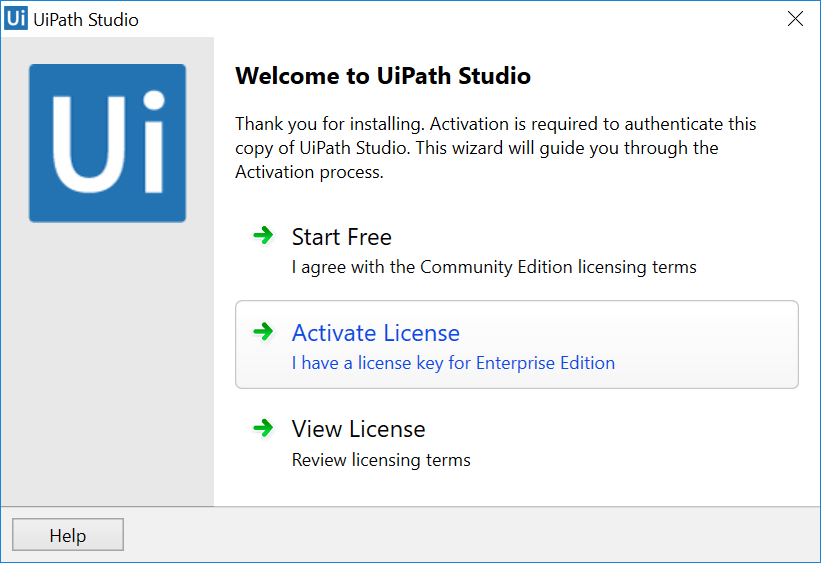 Ui UiPath Studio
Ui
Welcome to UiPath Studio
Thank you for installing. Activation is required to authenticate this
copy of UiPath Studio. This wizard will guide you through the
Activation process.
Start Free
I agree with the Community Edition licensing terms
Activate License
I have a license key for Enterprise Edition
View License
Review licensing terms
Help